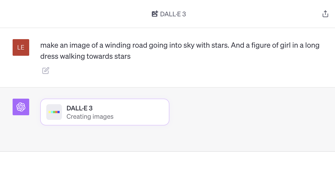 DALL·E 3
LE
make an image of a winding road going into sky with stars. And a figure of girl in a long
dress walking towards stars
DALL·E 3
Creating images